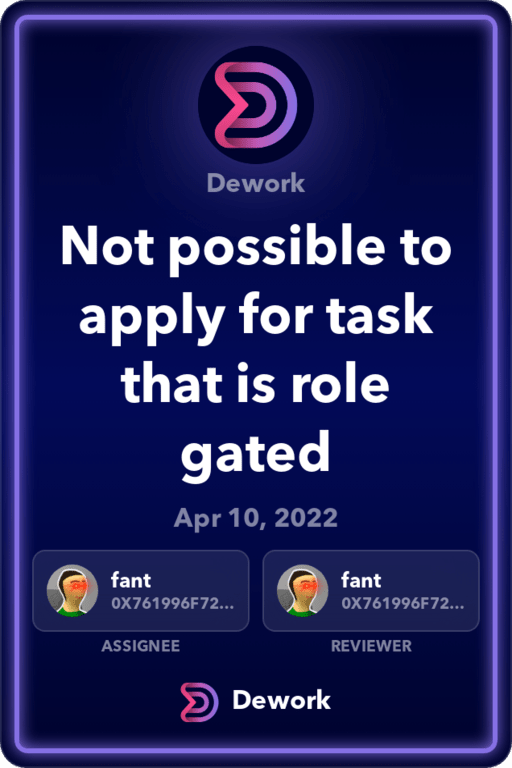 Dework
Not possible to
apply for task
that is role
gated
Apr 10, 2022
fant
0X761996F72...
ASSIGNEE
fant
0X761996F72...
REVIEWER
Dework